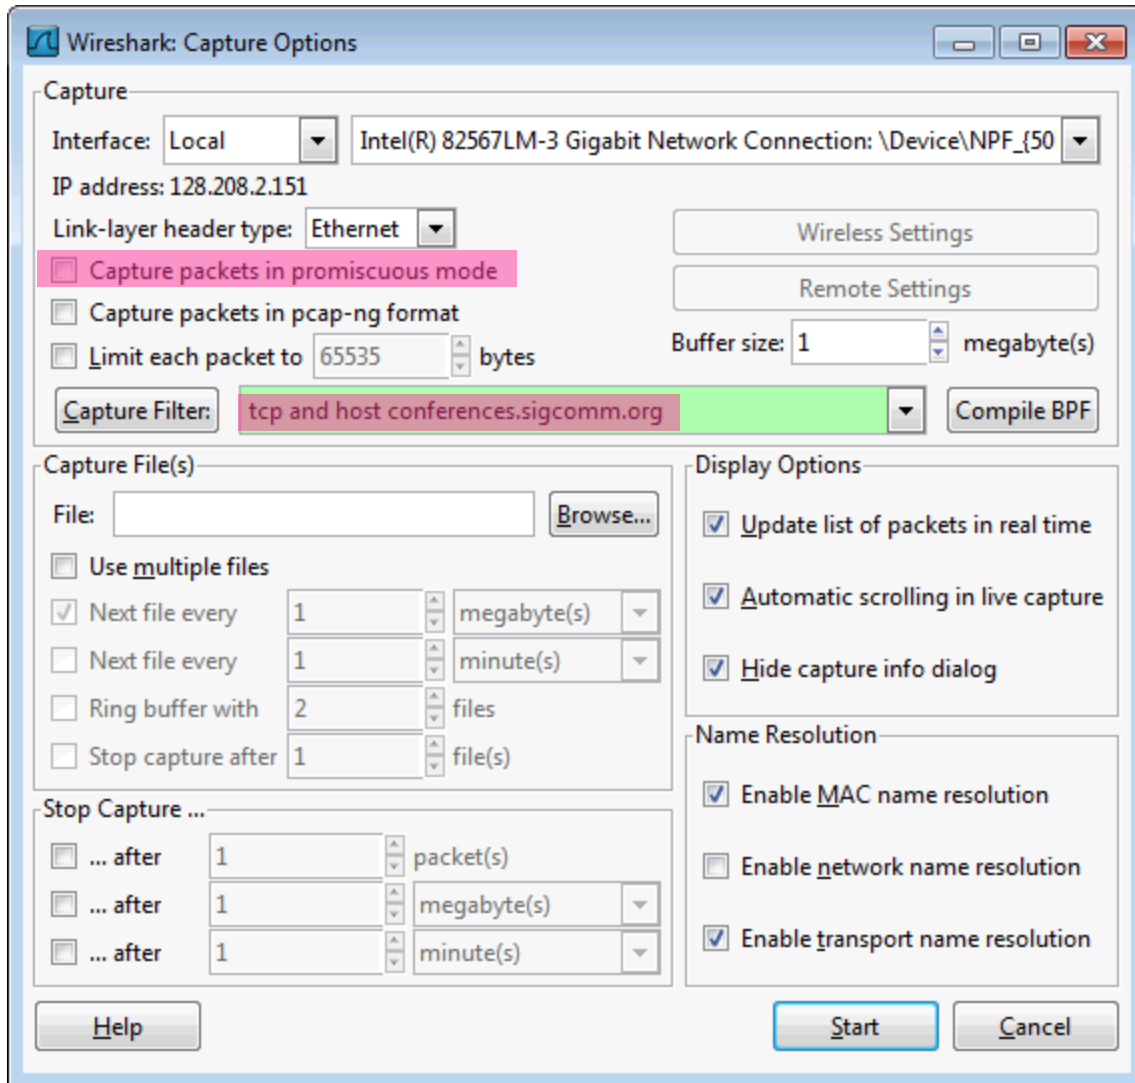 Wireshark: Capture Options
Capture
Interface: Local Intel(R) 82567LM-3 Gigabit Network Connection: \Device\NPF_{50
IP address: 128.208.2.151
Link-layer header type: Ethernet
Wireless Settings
Capture packets in promiscuous mode
Remote Settings
Capture packets in pcap-ng format
Buffer size: 1 megabyte(s)
Limit each packet to 65535 bytes
Capture Filter: tcp and host conferences.sigcomm.org Compile BPF
Capture File(s)
File: Browse...
Use multiple files
Next file every 1 megabyte(s)
Next file every 1 minute(s)
Ring buffer with 2 files
Stop capture after 1 file(s)
Stop Capture ...
... after 1 packet(s)
... after 1 megabyte(s)
... after 1 minute(s)
Display Options
Update list of packets in real time
Automatic scrolling in live capture
Hide capture info dialog
Name Resolution
Enable MAC name resolution
Enable network name resolution
Enable transport name resolution
Help Start Cancel